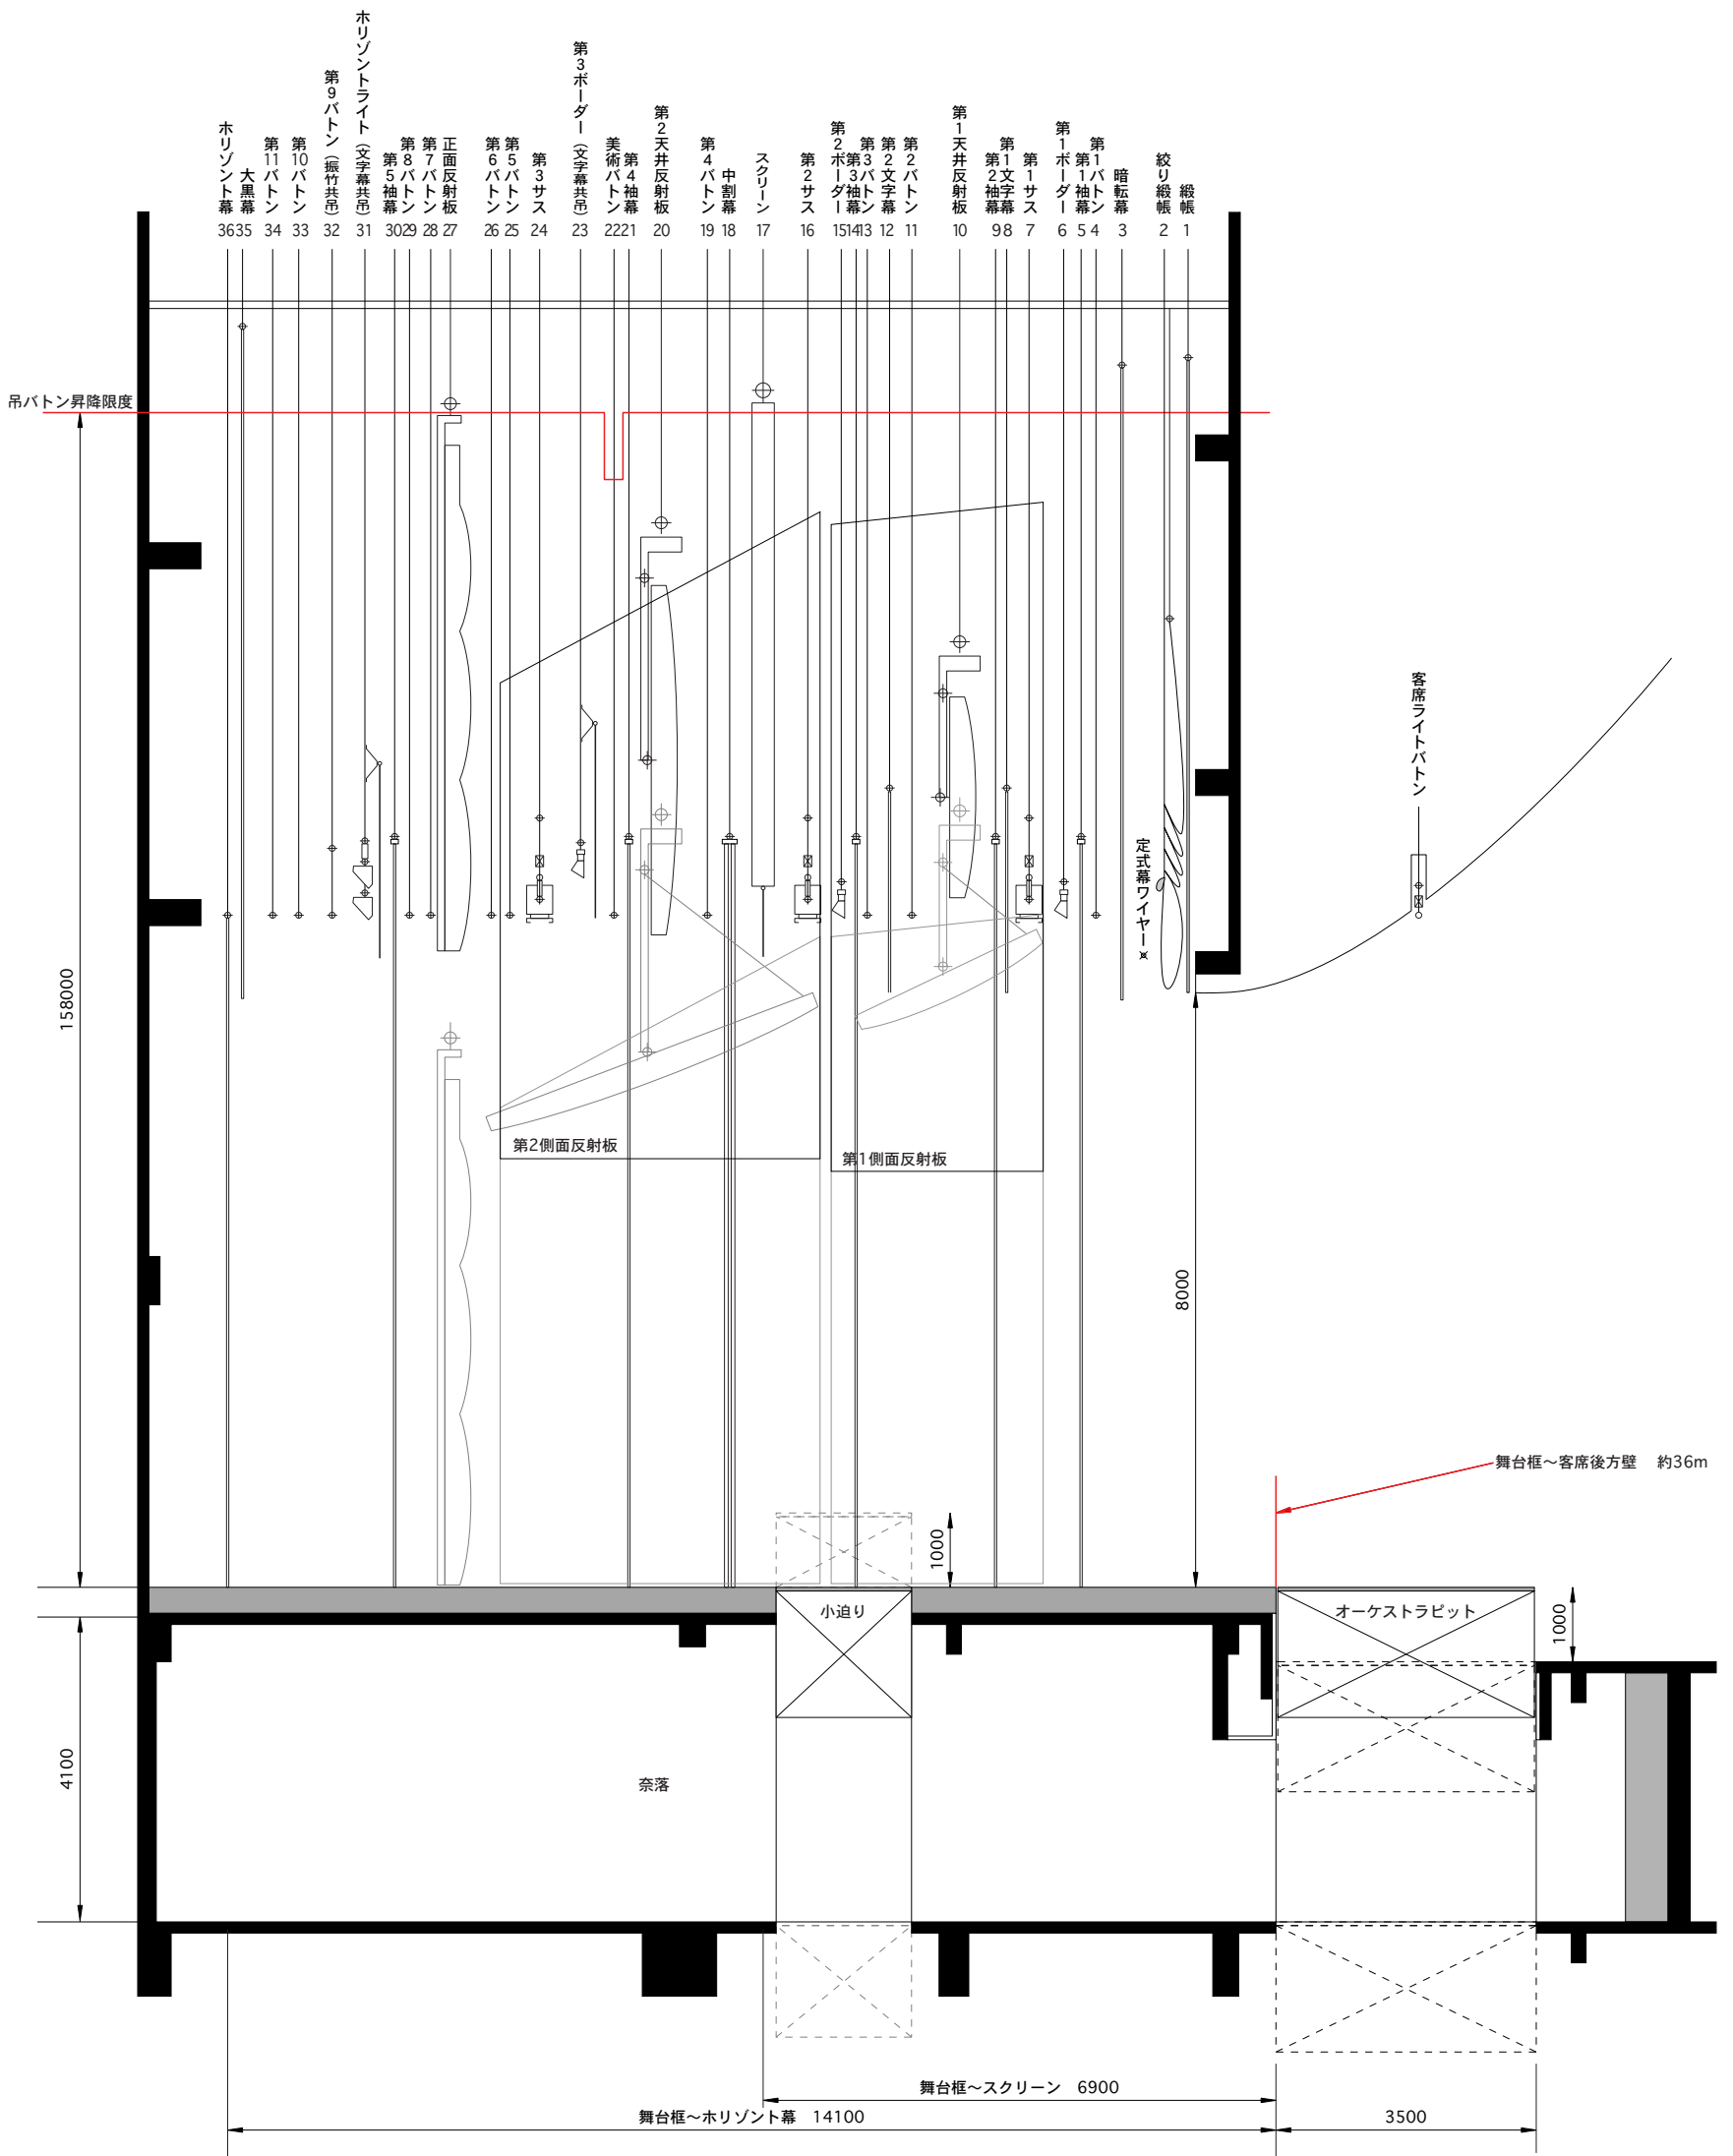 ホリゾント幕 36
大黒幕 35
第11バトン 34
第10バトン 33
第9バトン（振竹共吊） 32
ホリゾントライト（文字幕共吊） 31
第5袖幕 30
第8バトン 29
第7バトン 28
正面反射板 27
第6バトン 26
第5バトン 25
第3サス 24
第3ボーダー（文字幕共吊） 23
美術バトン 22
第4袖幕 21
第2天井反射板 20
第4バトン 19
中割幕 18
スクリーン 17
第2サス 16
第2ボーダー 15
第3袖幕 14
第3バトン 13
第2文字幕 12
第2バトン 11
第1天井反射板 10
第2袖幕 9
第1文字幕 8
第1サス 7
第1ボーダー 6
第1袖幕 5
第1バトン 4
暗転幕 3
絞り緞帳 2
緞帳 1
吊バトン昇降限度
客席ライトバトン
定式幕ワイヤー※
158000
第2側面反射板
第1側面反射板
8000
舞台框～客席後方壁 約36m
1000
小迫り
オーケストラピット
1000
4100
奈落
舞台框～スクリーン 6900
舞台框～ホリゾント幕 14100
3500